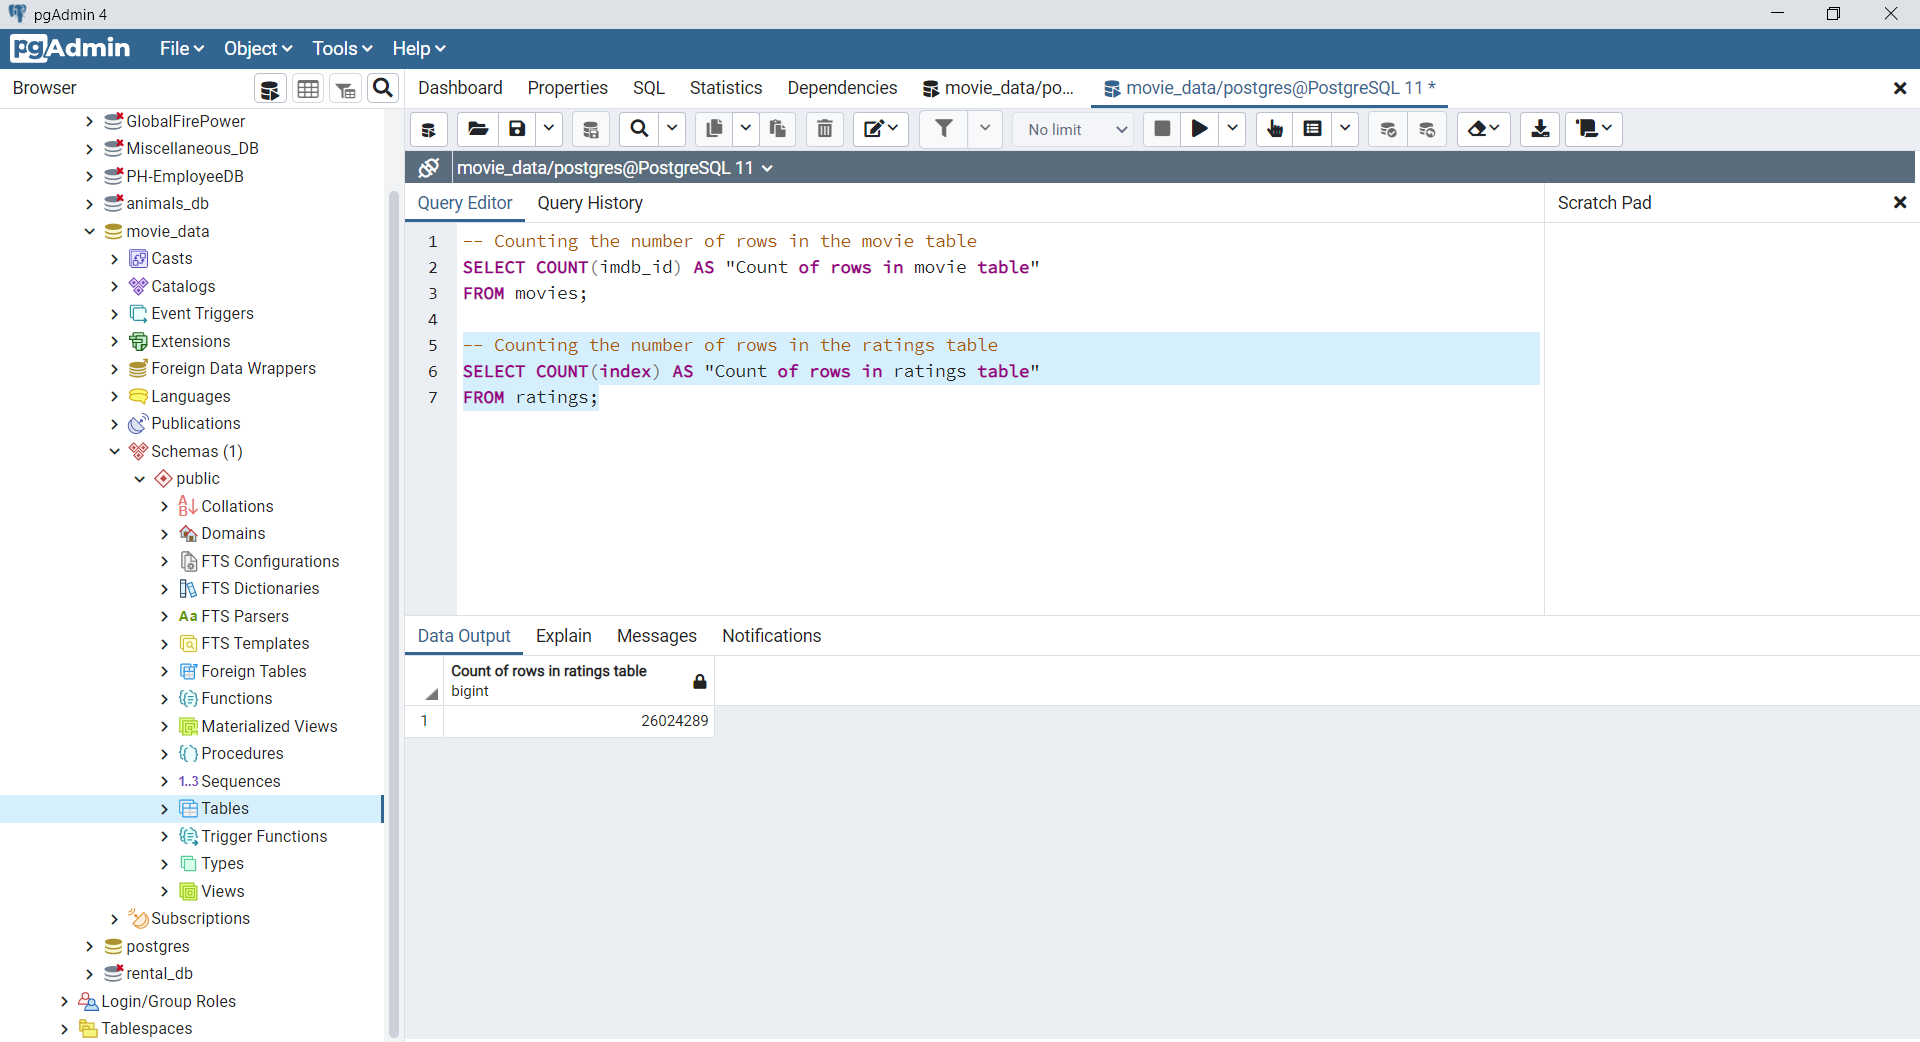 pgAdmin 4
pgAdmin File Object Tools Help
Browser
Dashboard Properties SQL Statistics Dependencies movie_data/po... movie_data/postgres@PostgreSQL 11 *
No limit
movie_data/postgres@PostgreSQL 11
Query Editor Query History
Scratch Pad
GlobalFirePower
Miscellaneous_DB
PH-EmployeeDB
animals_db
movie_data
Casts
Catalogs
Event Triggers
Extensions
Foreign Data Wrappers
Languages
Publications
Schemas (1)
public
Collations
Domains
FTS Configurations
FTS Dictionaries
Aa FTS Parsers
FTS Templates
Foreign Tables
Functions
Materialized Views
Procedures
1..3 Sequences
Tables
Trigger Functions
Types
Views
Subscriptions
postgres
rental_db
Login/Group Roles
Tablespaces
1 -- Counting the number of rows in the movie table
2 SELECT COUNT(imdb_id) AS "Count of rows in movie table"
3 FROM movies;
4
5 -- Counting the number of rows in the ratings table
6 SELECT COUNT(index) AS "Count of rows in ratings table"
7 FROM ratings;
Data Output Explain Messages Notifications
Count of rows in ratings table
bigint
1 26024289